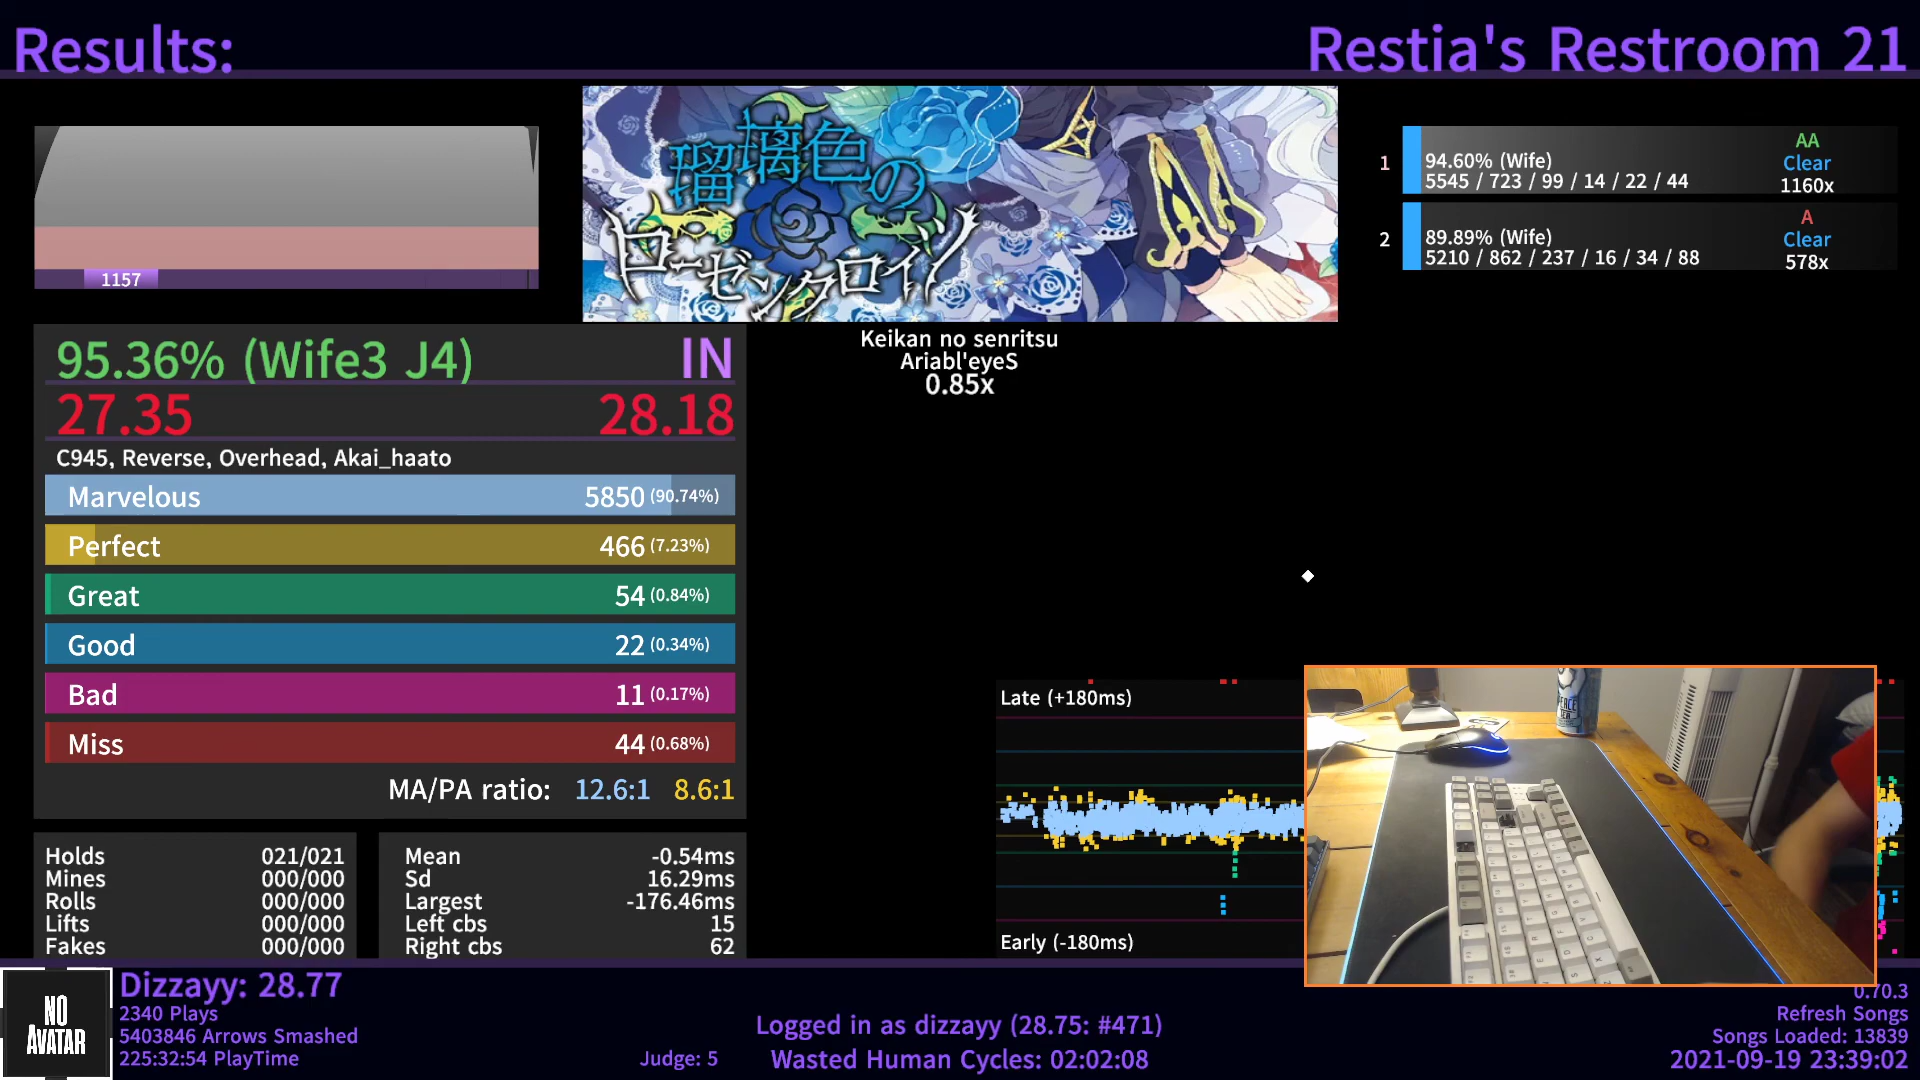 Results:
Restia's Restroom 21
1157
瑠璃色の
ローゼンクロイツ
Keikan no senritsu
Ariabl'eyeS
0.85x
1
94.60% (Wife)
5545 / 723 / 99 / 14 / 22 / 44
AA
Clear
1160x
2
89.89% (Wife)
5210 / 862 / 237 / 16 / 34 / 88
A
Clear
578x
95.36% (Wife3 J4) IN
27.35 28.18
C945, Reverse, Overhead, Akai_haato
Marvelous 5850 (90.74%)
Perfect 466 (7.23%)
Great 54 (0.84%)
Good 22 (0.34%)
Bad 11 (0.17%)
Miss 44 (0.68%)
MA/PA ratio: 12.6:1 8.6:1
Holds 021/021
Mines 000/000
Rolls 000/000
Lifts 000/000
Fakes 000/000
Mean -0.54ms
Sd 16.29ms
Largest -176.46ms
Left cbs 15
Right cbs 62
Late (+180ms)
Early (-180ms)
NO
AVATAR
Dizzayy: 28.77
2340 Plays
5403846 Arrows Smashed
225:32:54 PlayTime
Judge: 5
Logged in as dizzayy (28.75: #471)
Wasted Human Cycles: 02:02:08
0.70.3
Refresh Songs
Songs Loaded: 13839
2021-09-19 23:39:02